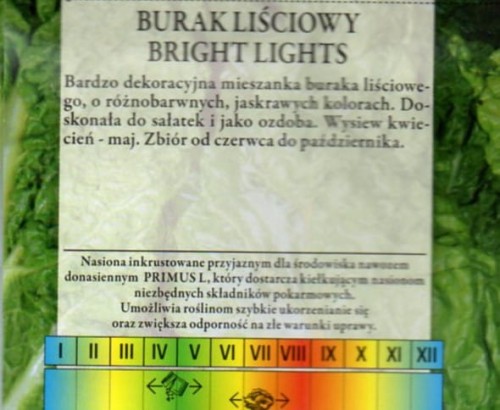 BURAK LIŚCIOWY
BRIGHT LIGHTS
Bardzo dekoracyjna mieszanka buraka liściowe-
go, o różnobarwnych, jaskrawych kolorach. Do-
skonała do sałatek i jako ozdoba. Wysiew kwie-
cień - maj. Zbiór od czerwca do października.
Nasiona inkrustowane przyjaznym dla środowiska nawozem
donasiennym PRIMUS L, który dostarcza kiełkującym nasionom
niezbędnych składników pokarmowych.
Umożliwia roślinom szybkie ukorzenianie się
oraz zwiększa odporność na złe warunki uprawy.
I II III IV V VI VII VIII IX X XI XII